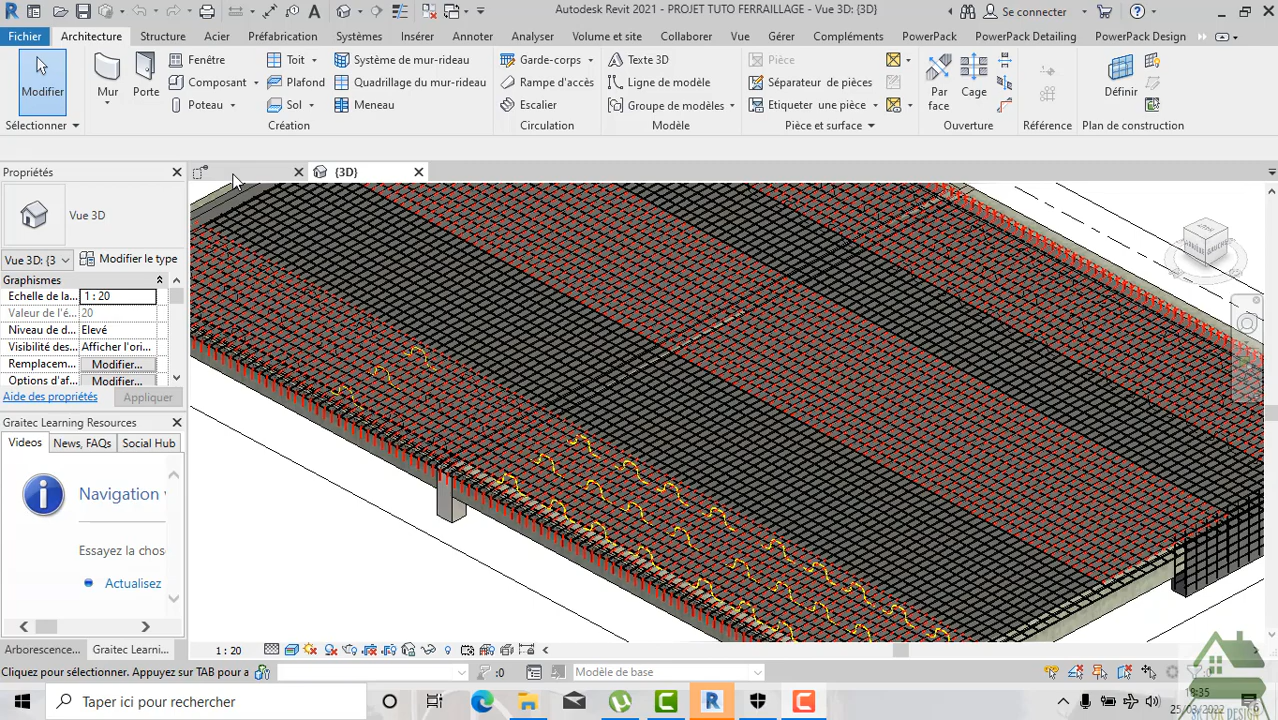 Autodesk Revit 2021 - PROJET TUTO FERRAILLAGE - Vue 3D: {3D}
Se connecter
Fichier Architecture Structure Acier Préfabrication Systèmes Insérer Annoter Analyser Volume et site Collaborer Vue Gérer Compléments PowerPack PowerPack Detailing PowerPack Design
Fenêtre Toit Système de mur-rideau Garde-corps Texte 3D Pièce
Modifier Mur Porte Composant Plafond Quadrillage du mur-rideau Rampe d'accès Ligne de modèle Séparateur de pièces Par face Cage Définir
Poteau Sol Meneau Escalier Groupe de modèles Etiqueter une pièce
Sélectionner Création Circulation Modèle Pièce et surface Ouverture Référence Plan de construction
Propriétés {3D}
Vue 3D
Vue 3D: {3 Modifier le type
Graphismes
Echelle de la... 1 : 20
Valeur de l'é... 20
Niveau de d... Elevé
Visibilité des... Afficher l'ori...
Remplacem... Modifier...
Options d'af... Modifier...
Aide des propriétés Appliquer
Graitec Learning Resources
Videos News, FAQs Social Hub
Navigation
Essayez la chos
Actualisez
Arborescence... Graitec Learni... 1 : 20
Cliquez pour sélectionner. Appuyez sur TAB pour a :0 Modèle de base
Taper ici pour rechercher
18:35
25/03/2022